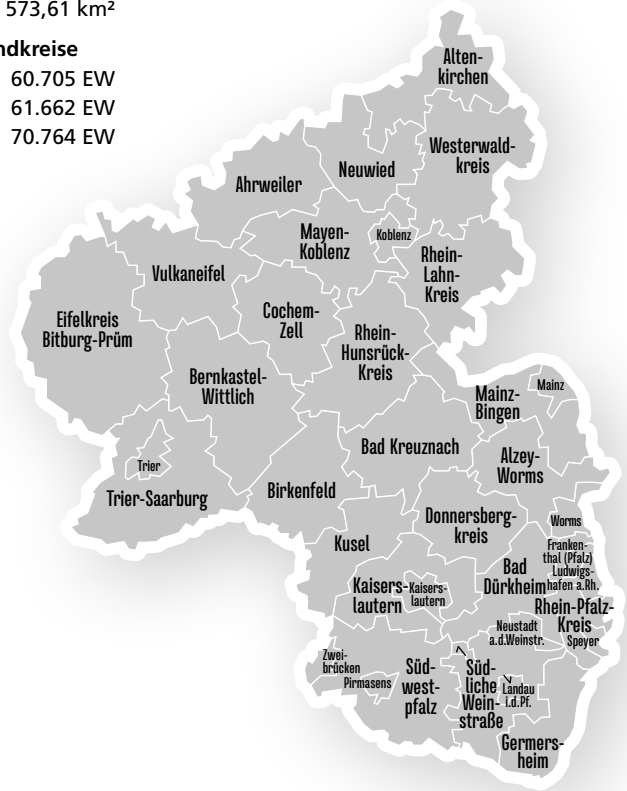 573,61 km²
ndkreise
60.705 EW
61.662 EW
70.764 EW
Alten-
kirchen
Westerwald-
kreis
Neuwied
Ahrweiler
Mayen-
Koblenz
Koblenz
Rhein-
Lahn-
Kreis
Vulkaneifel
Cochem-
Zell
Eifelkreis
Bitburg-Prüm
Rhein-
Hunsrück-
Kreis
Bernkastel-
Wittlich
Mainz-
Bingen
Mainz
Bad Kreuznach
Alzey-
Worms
Trier
Trier-Saarburg
Birkenfeld
Donnersberg-
kreis
Worms
Kusel
Franken-
thal (Pfalz)
Ludwigs-
hafen a.Rh.
Bad
Dürkheim
Kaisers-
lautern
Kaisers-
lautern
Rhein-Pfalz-
Kreis
Neustadt
a.d.Weinstr.
Speyer
Zwei-
brücken
Pirmasens
Süd-
west-
pfalz
Süd-
liche
Wein-
straße
Landau
i.d.Pf.
Germers-
heim